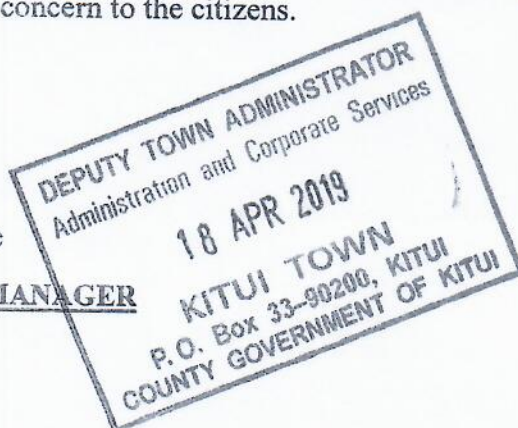 concern to the citizens.
DEPUTY TOWN ADMINISTRATOR
Administration and Corporate Services
18 APR 2019
KITUI TOWN
P. O. Box 33-90200, KITUI
COUNTY GOVERNMENT OF KITUI